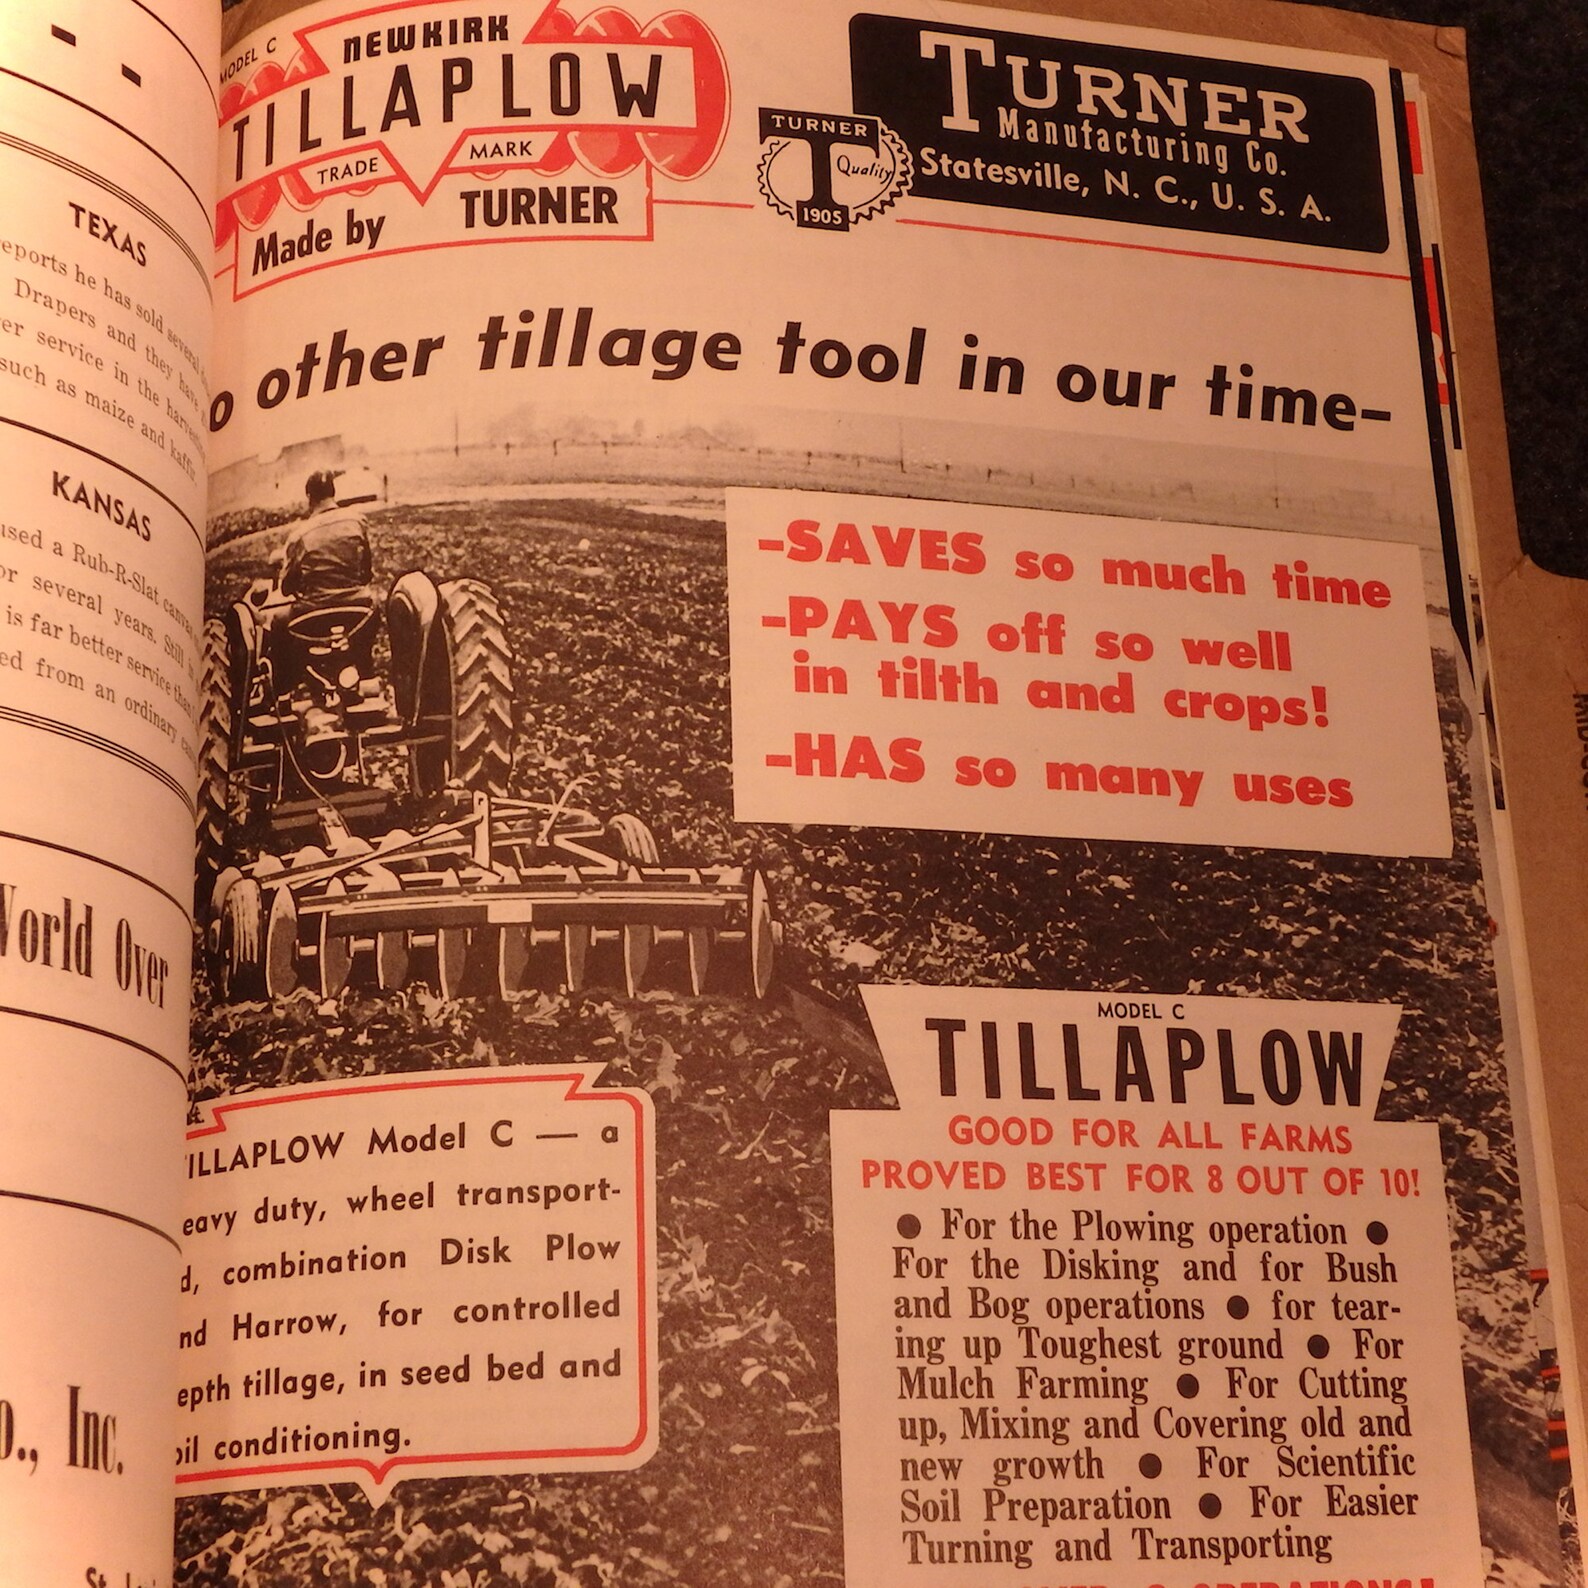 TEXAS
reports he has sold several
Drapers and they have
er service in the
such as maize and kaffir
KANSAS
used a Rub-R-Slat canvas
or several years. Still
is far better service than
ed from an ordinary
World Over
o., Inc.
MODEL C
NEWKIRK
TILLAPLOW
TRADE MARK
Made by TURNER
TURNER
Quality
1905
TURNER
Manufacturing Co.
Statesville, N. C., U. S. A.
o other tillage tool in our time–
–SAVES so much time
–PAYS off so well
in tilth and crops!
–HAS so many uses
ILLAPLOW Model C — a
eavy duty, wheel transport-
d, combination Disk Plow
nd Harrow, for controlled
epth tillage, in seed bed and
oil conditioning.
MODEL C
TILLAPLOW
GOOD FOR ALL FARMS
PROVED BEST FOR 8 OUT OF 10!
● For the Plowing operation ●
For the Disking and for Bush
and Bog operations ● for tear-
ing up Toughest ground ● For
Mulch Farming ● For Cutting
up, Mixing and Covering old and
new growth ● For Scientific
Soil Preparation ● For Easier
Turning and Transporting